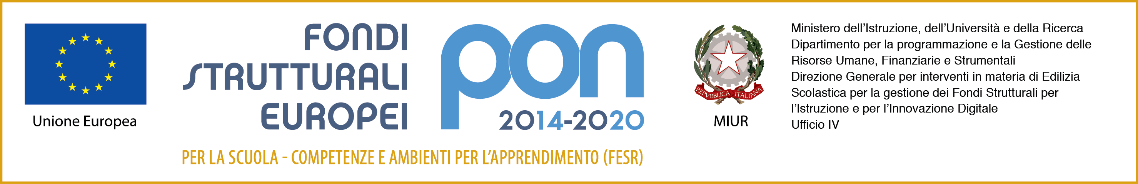 Unione Europea
FONDI
STRUTTURALI
EUROPEI
pon
2014-2020
PER LA SCUOLA - COMPETENZE E AMBIENTI PER L'APPRENDIMENTO (FESR)
REPVBBLICA ITALIANA
MIUR
Ministero dell'Istruzione, dell'Università e della Ricerca
Dipartimento per la programmazione e la Gestione delle
Risorse Umane, Finanziarie e Strumentali
Direzione Generale per interventi in materia di Edilizia
Scolastica per la gestione dei Fondi Strutturali per
l'Istruzione e per l'Innovazione Digitale
Ufficio IV